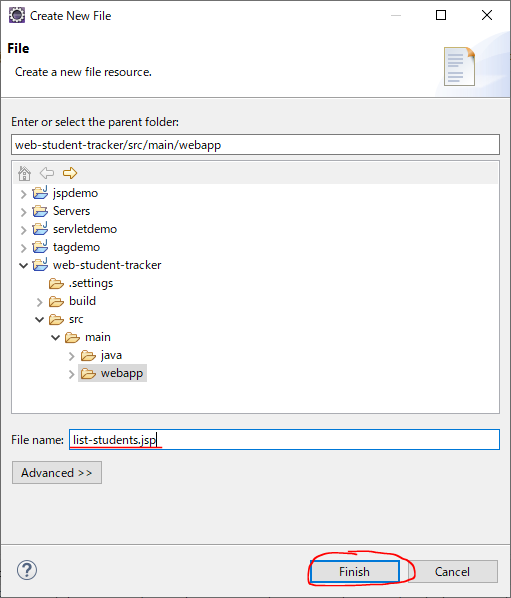 Create New File
File
Create a new file resource.
Enter or select the parent folder:
web-student-tracker/src/main/webapp
jspdemo
Servers
servletdemo
tagdemo
web-student-tracker
.settings
build
src
main
java
webapp
File name: list-students.jsp
Advanced >>
Finish Cancel